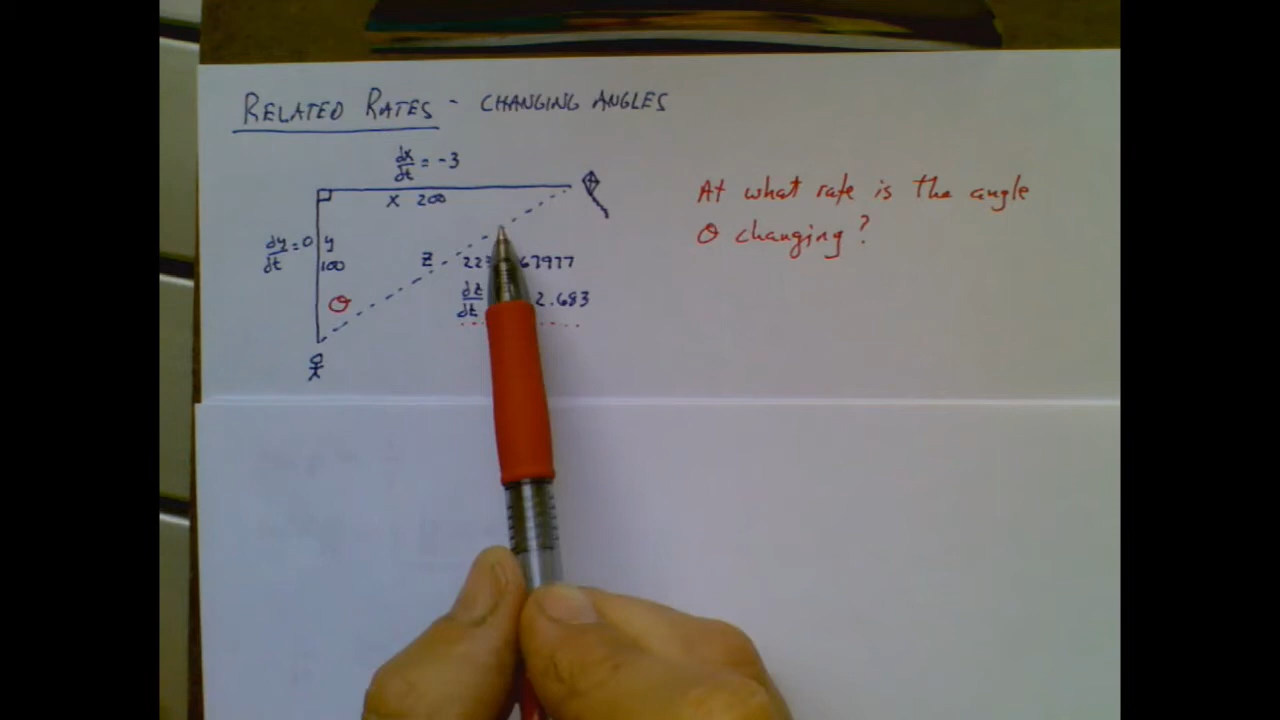 RELATED RATES - CHANGING ANGLES
dx/dt = -3
X 200
At what rate is the angle
θ changing?
dy/dt = 0 y
100
z
67977
θ
dz/dt 2.683